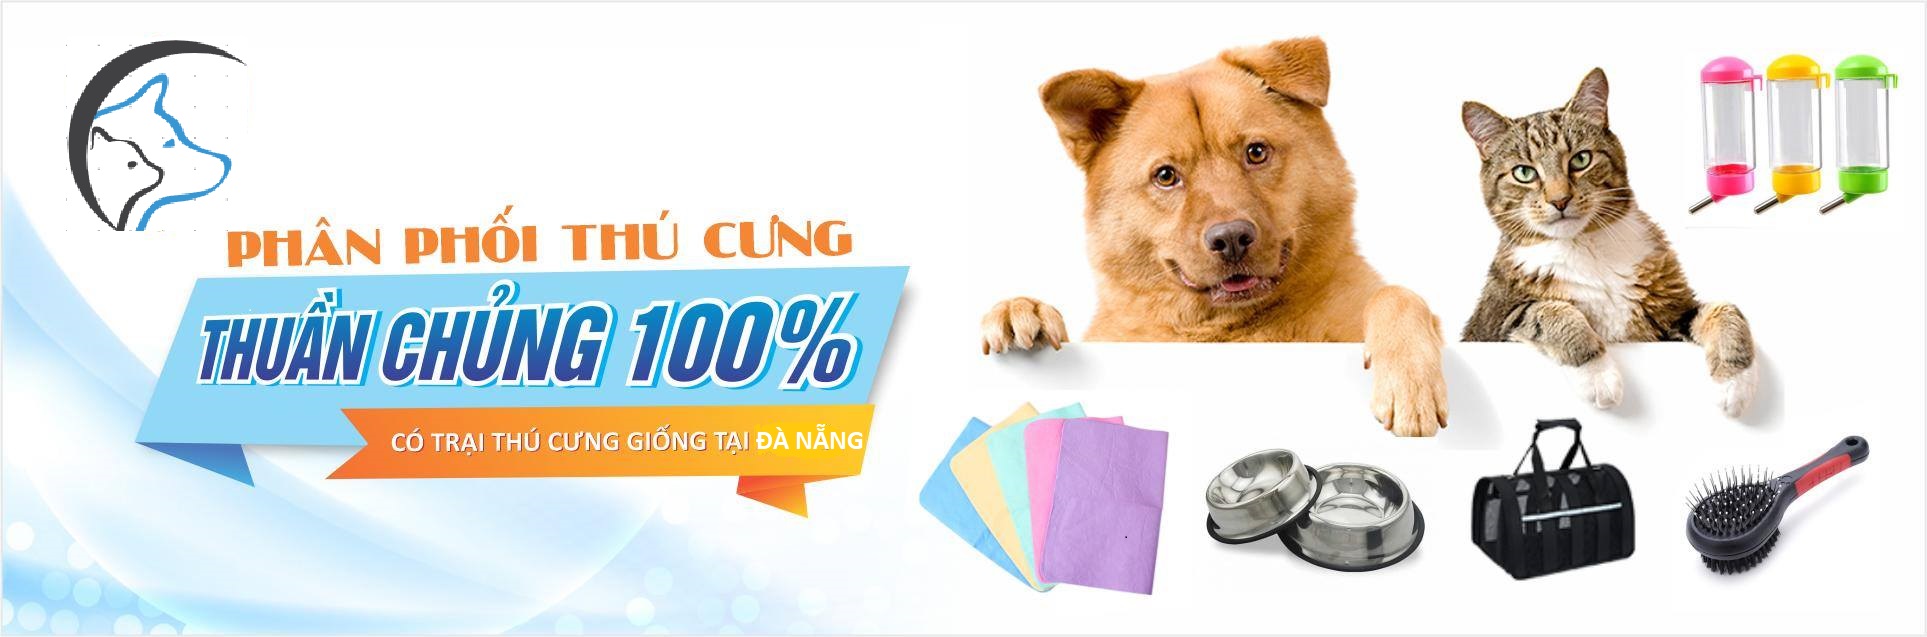 PHÂN PHỐI THÚ CƯNG
THUẦN CHỦNG 100%
CÓ TRẠI THÚ CƯNG GIỐNG TẠI ĐÀ NẴNG